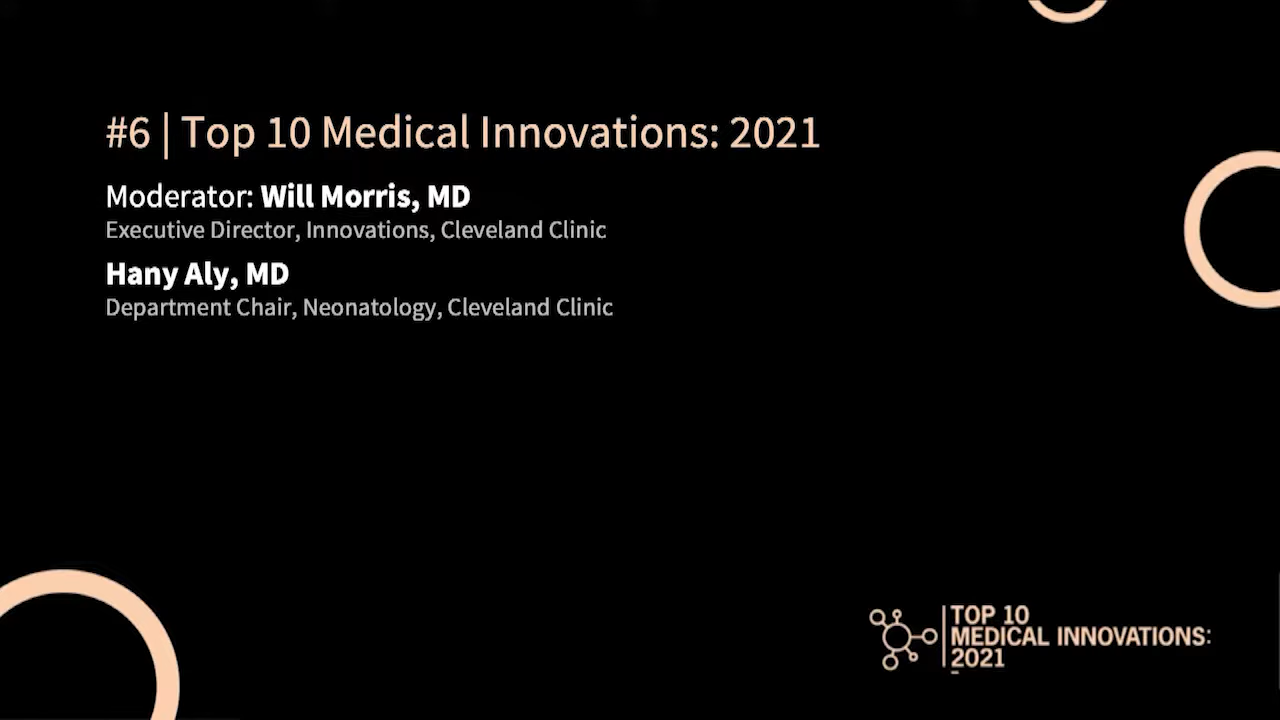 #6 | Top 10 Medical Innovations: 2021
Moderator: Will Morris, MD
Executive Director, Innovations, Cleveland Clinic
Hany Aly, MD
Department Chair, Neonatology, Cleveland Clinic
TOP 10
MEDICAL INNOVATIONS:
2021